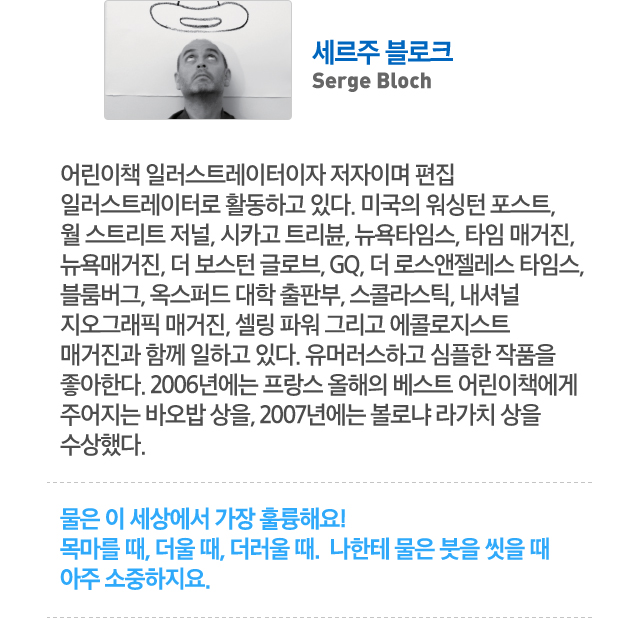 세르주 블로크
Serge Bloch
어린이책 일러스트레이터이자 저자이며 편집
일러스트레이터로 활동하고 있다. 미국의 워싱턴 포스트,
월 스트리트 저널, 시카고 트리뷴, 뉴욕타임스, 타임 매거진,
뉴욕매거진, 더 보스턴 글로브, GQ, 더 로스앤젤레스 타임스,
블룸버그, 옥스퍼드 대학 출판부, 스콜라스틱, 내셔널
지오그래픽 매거진, 셀링 파워 그리고 에콜로지스트
매거진과 함께 일하고 있다. 유머러스하고 심플한 작품을
좋아한다. 2006년에는 프랑스 올해의 베스트 어린이책에게
주어지는 바오밥 상을, 2007년에는 볼로냐 라가치 상을
수상했다.
물은 이 세상에서 가장 훌륭해요!
목마를 때, 더울 때, 더러울 때. 나한테 물은 붓을 씻을 때
아주 소중하지요.